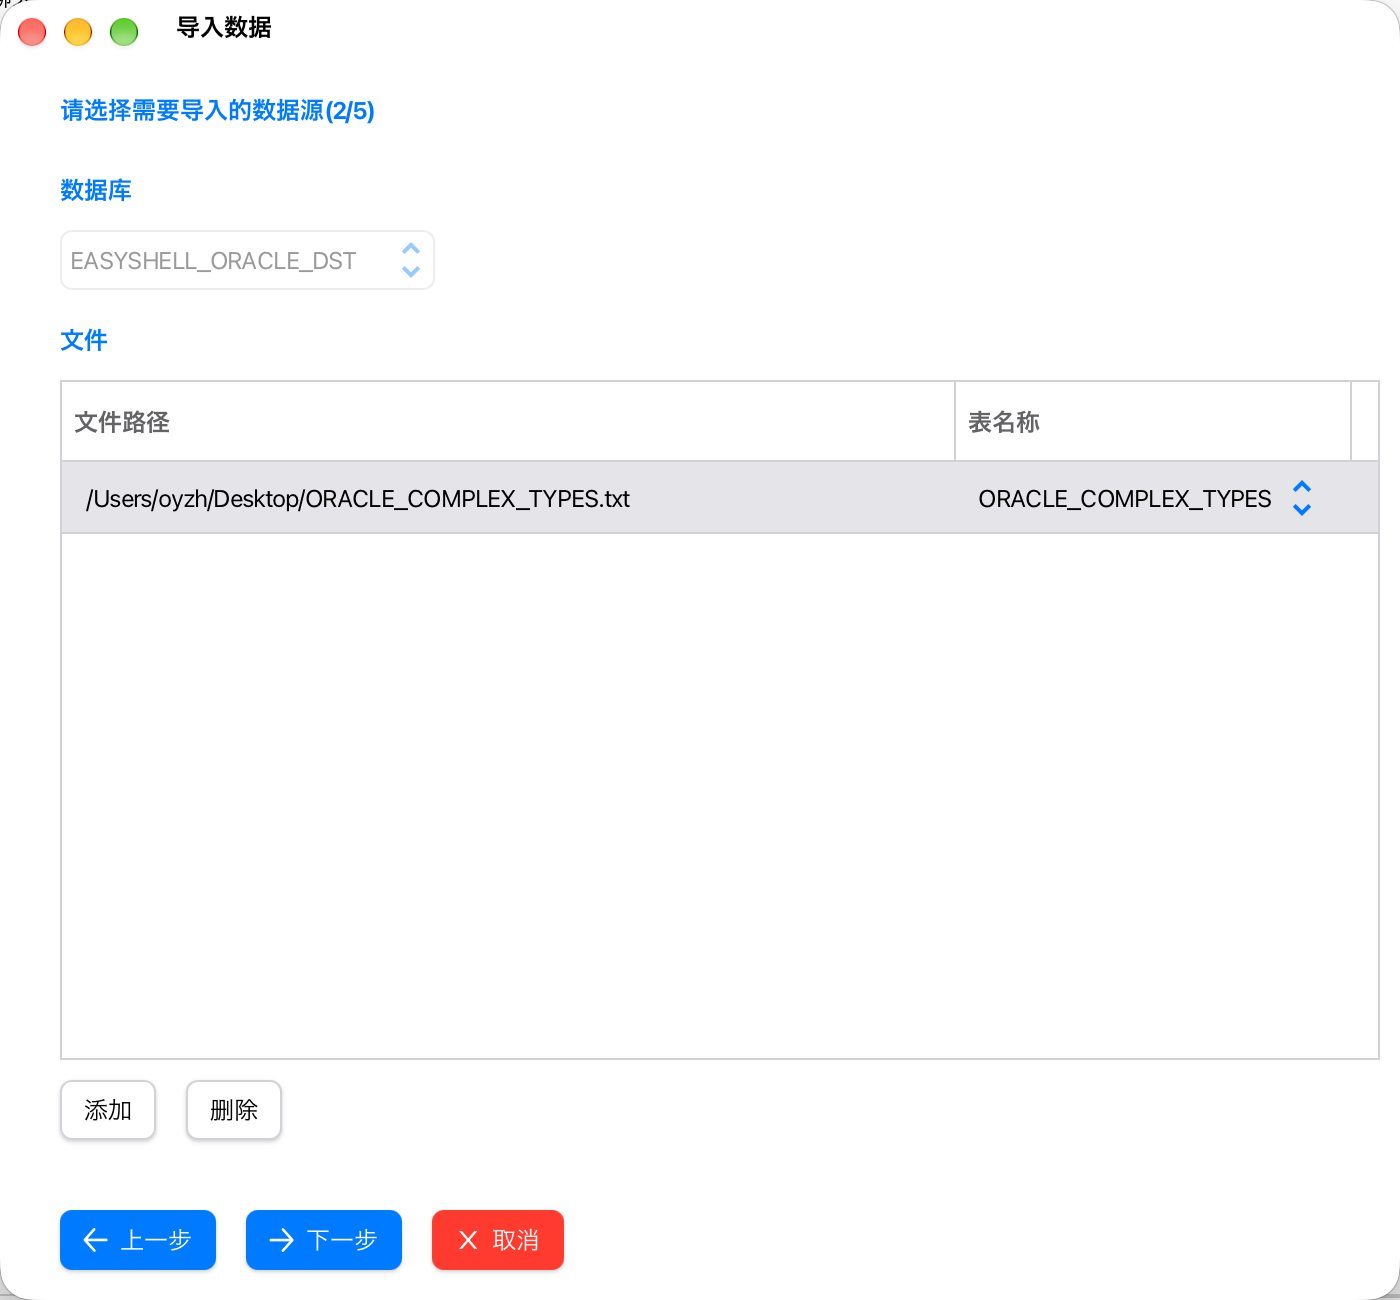 导入数据
请选择需要导入的数据源(2/5)
数据库
EASYSHELL_ORACLE_DST
文件
文件路径 表名称
/Users/oyzh/Desktop/ORACLE_COMPLEX_TYPES.txt ORACLE_COMPLEX_TYPES
添加 删除
上一步 下一步 取消